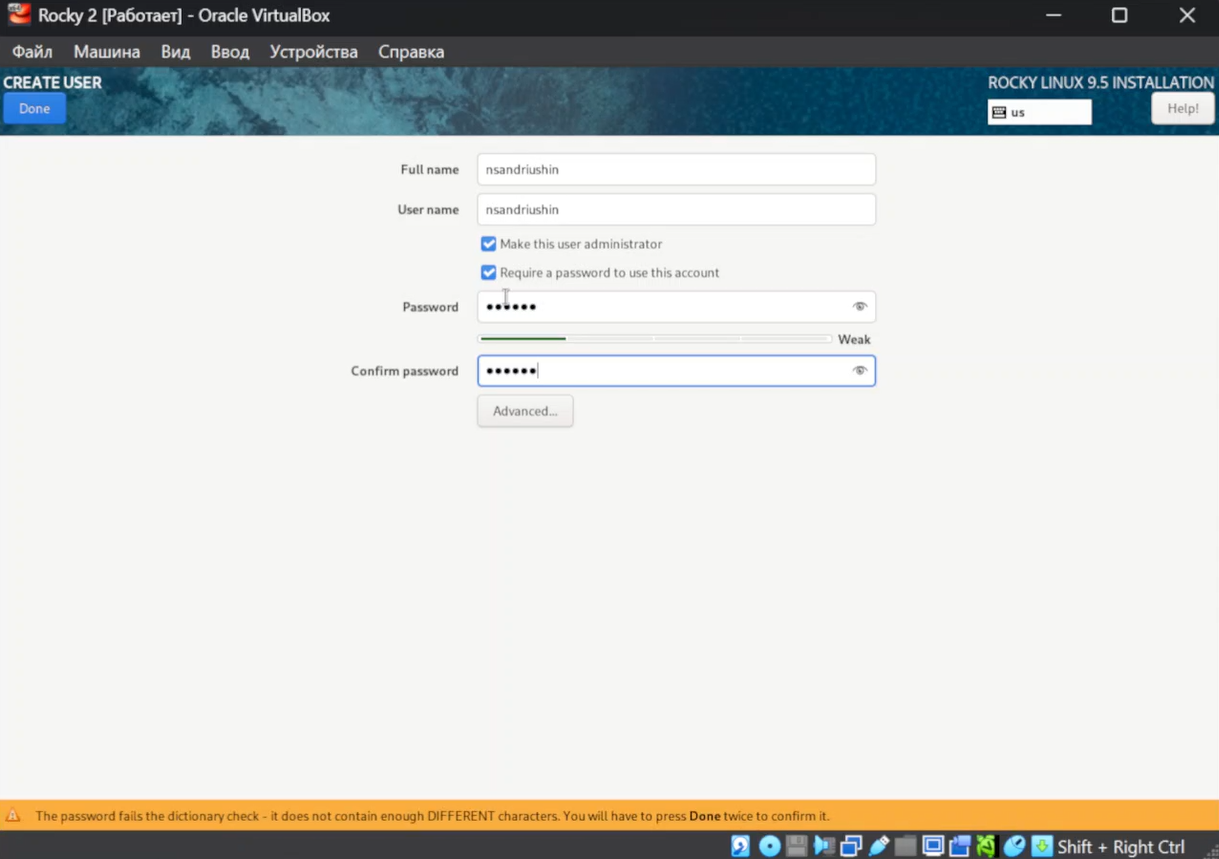 Rocky 2 [Работает] - Oracle VirtualBox
Файл Машина Вид Ввод Устройства Справка
CREATE USER
ROCKY LINUX 9.5 INSTALLATION
Done
us
Help!
Full name
nsandriushin
User name
nsandriushin
Make this user administrator
Require a password to use this account
Password
••••••
Weak
Confirm password
••••••
Advanced...
The password fails the dictionary check - it does not contain enough DIFFERENT characters. You will have to press Done twice to confirm it.
Shift + Right Ctrl